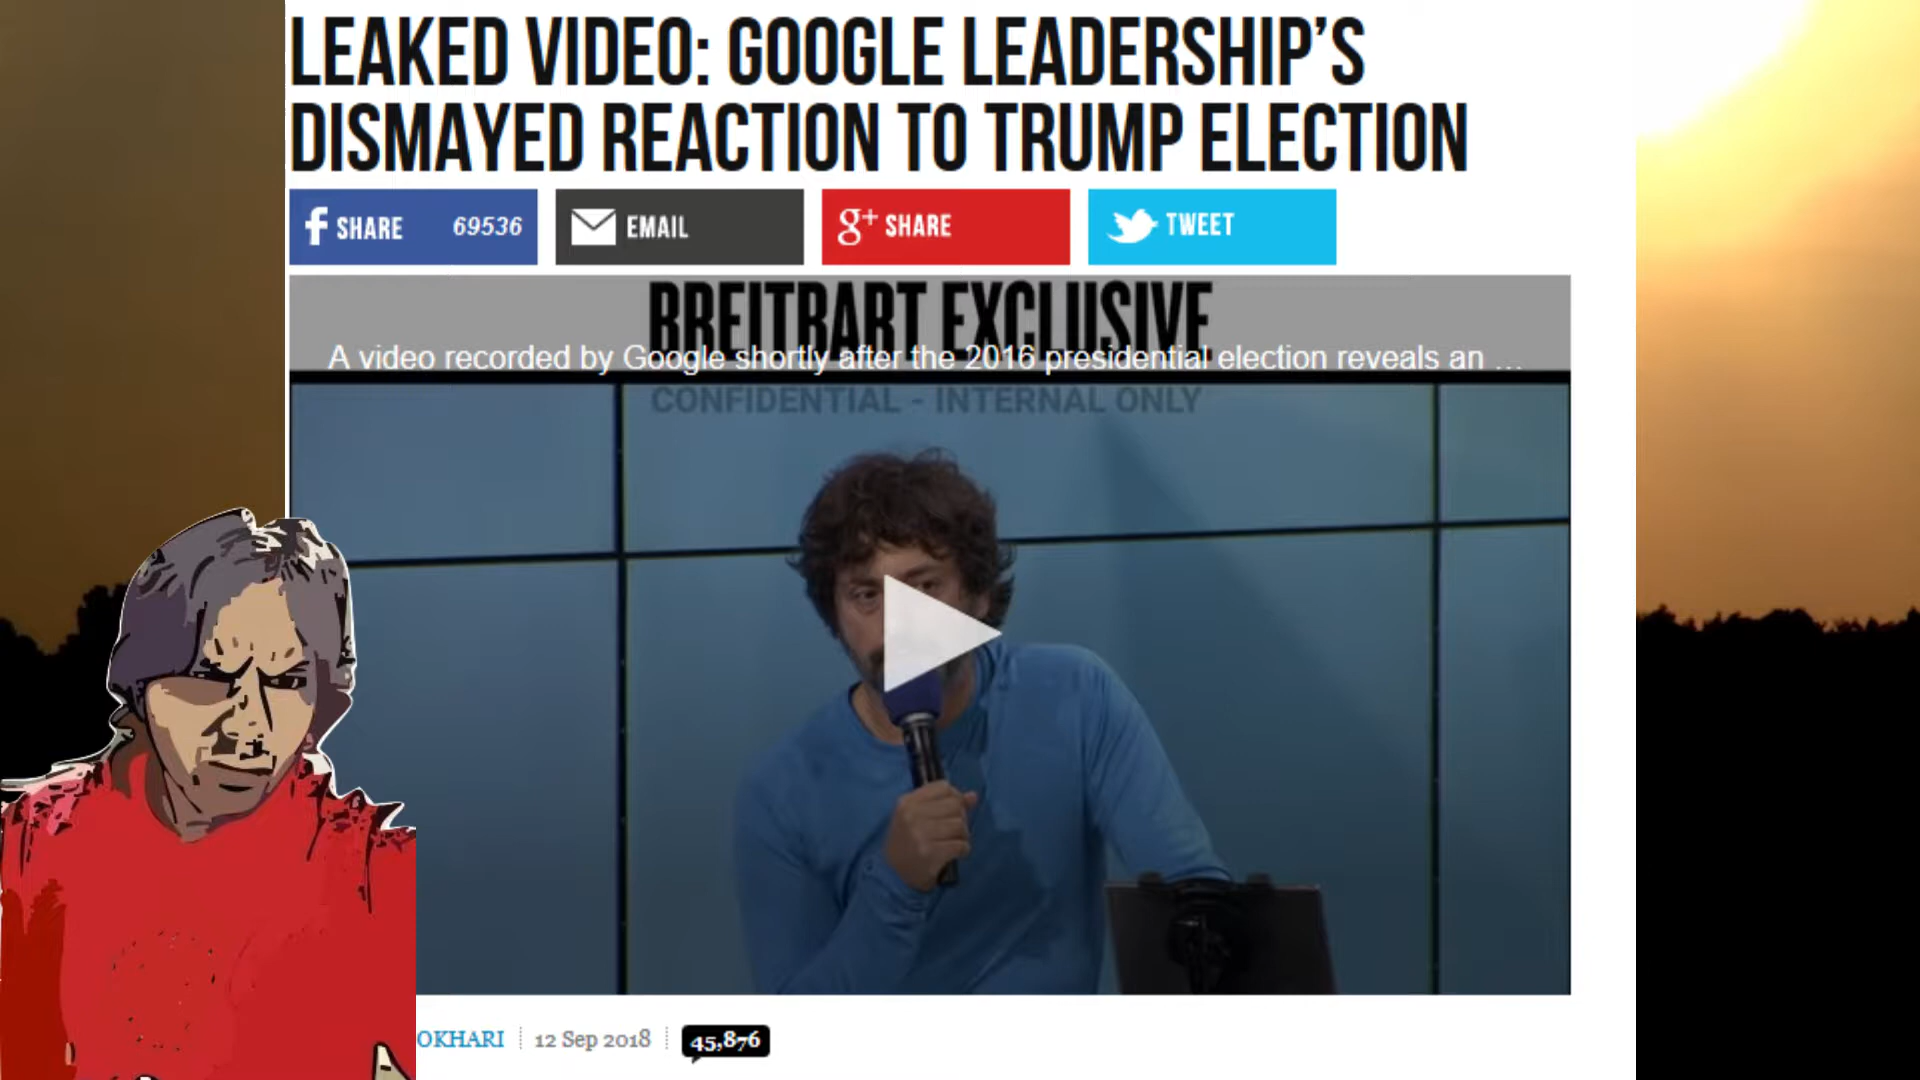 LEAKED VIDEO: GOOGLE LEADERSHIP'S
DISMAYED REACTION TO TRUMP ELECTION
SHARE 69536
EMAIL
g+ SHARE
TWEET
BREITBART EXCLUSIVE
A video recorded by Google shortly after the 2016 presidential election reveals an ...
CONFIDENTIAL - INTERNAL ONLY
OKHARI 12 Sep 2018 45,876